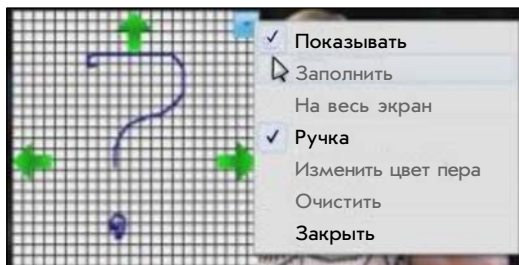 ?
Показывать
Заполнить
На весь экран
Ручка
Изменить цвет пера
Очистить
Закрыть